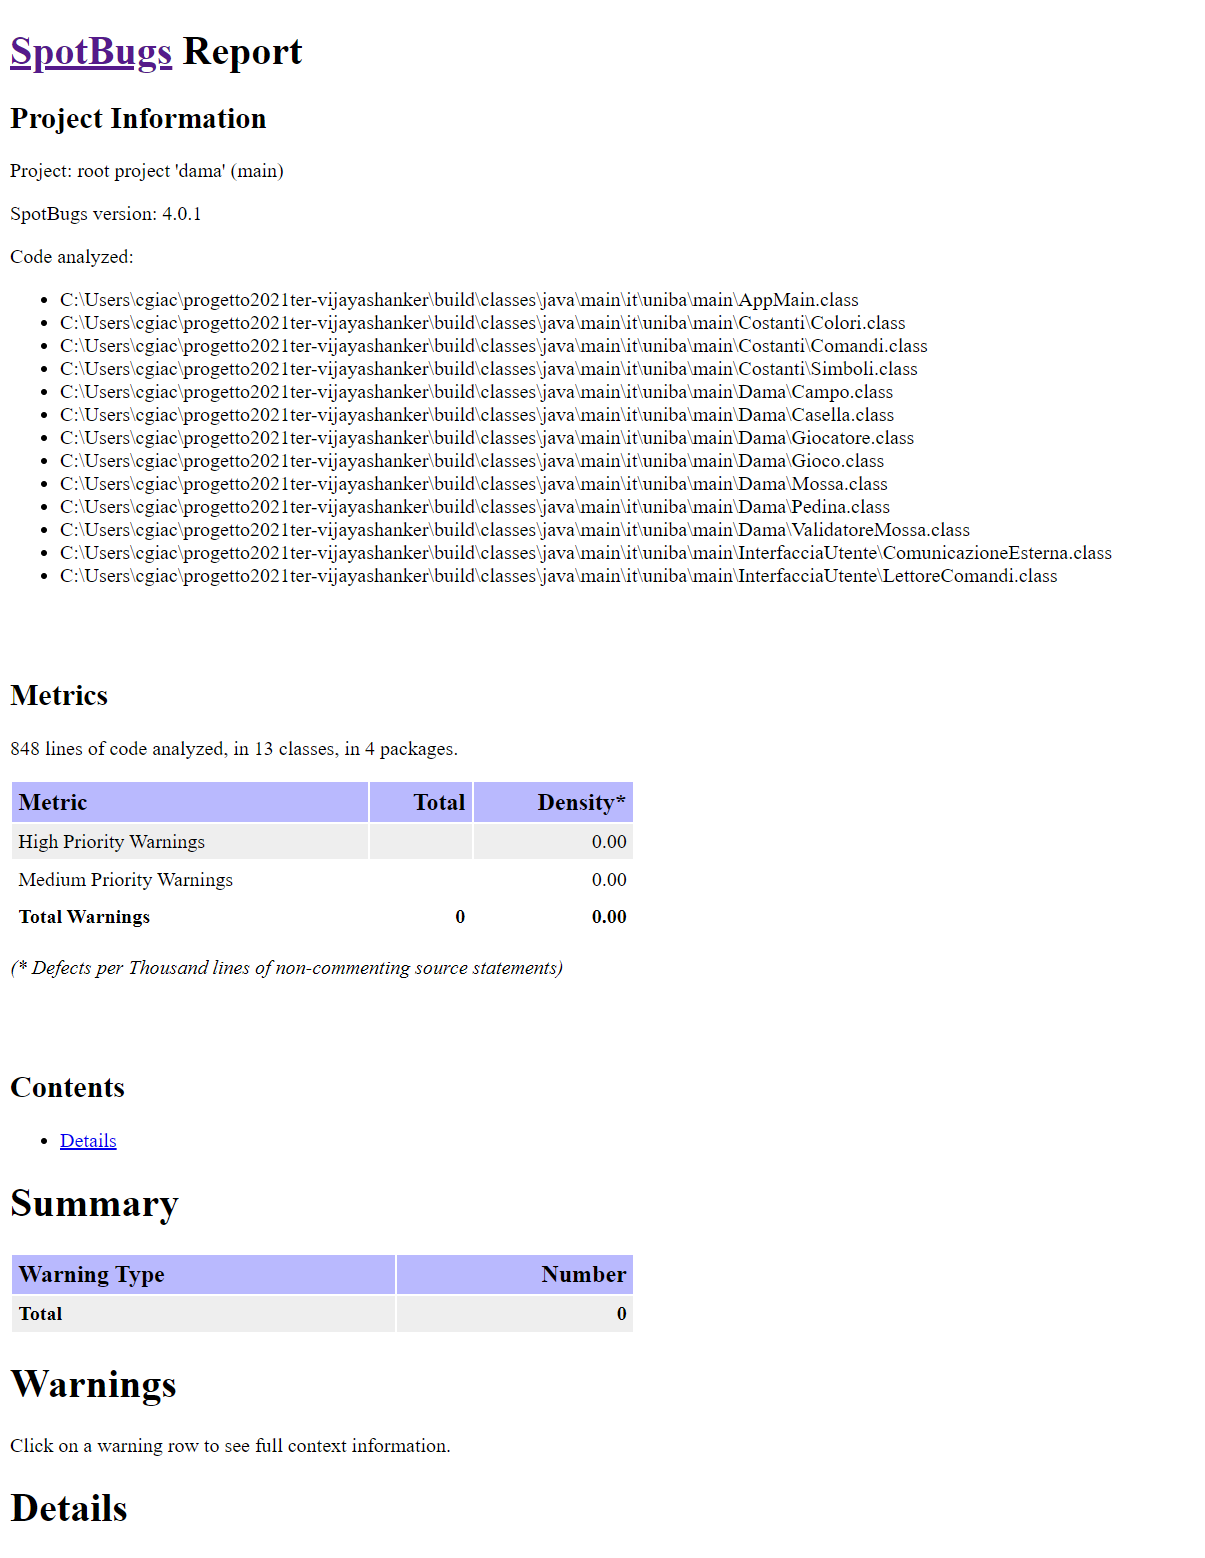 SpotBugs Report
Project Information
Project: root project 'dama' (main)
SpotBugs version: 4.0.1
Code analyzed:
• C:\Users\cgiac\progetto2021ter-vijayashanker\build\classes\java\main\it\uniba\main\AppMain.class
• C:\Users\cgiac\progetto2021ter-vijayashanker\build\classes\java\main\it\uniba\main\Costanti\Colori.class
• C:\Users\cgiac\progetto2021ter-vijayashanker\build\classes\java\main\it\uniba\main\Costanti\Comandi.class
• C:\Users\cgiac\progetto2021ter-vijayashanker\build\classes\java\main\it\uniba\main\Costanti\Simboli.class
• C:\Users\cgiac\progetto2021ter-vijayashanker\build\classes\java\main\it\uniba\main\Dama\Campo.class
• C:\Users\cgiac\progetto2021ter-vijayashanker\build\classes\java\main\it\uniba\main\Dama\Casella.class
• C:\Users\cgiac\progetto2021ter-vijayashanker\build\classes\java\main\it\uniba\main\Dama\Giocatore.class
• C:\Users\cgiac\progetto2021ter-vijayashanker\build\classes\java\main\it\uniba\main\Dama\Gioco.class
• C:\Users\cgiac\progetto2021ter-vijayashanker\build\classes\java\main\it\uniba\main\Dama\Mossa.class
• C:\Users\cgiac\progetto2021ter-vijayashanker\build\classes\java\main\it\uniba\main\Dama\Pedina.class
• C:\Users\cgiac\progetto2021ter-vijayashanker\build\classes\java\main\it\uniba\main\Dama\ValidatoreMossa.class
• C:\Users\cgiac\progetto2021ter-vijayashanker\build\classes\java\main\it\uniba\main\InterfacciaUtente\ComunicazioneEsterna.class
• C:\Users\cgiac\progetto2021ter-vijayashanker\build\classes\java\main\it\uniba\main\InterfacciaUtente\LettoreComandi.class
Metrics
848 lines of code analyzed, in 13 classes, in 4 packages.
Metric Total Density*
High Priority Warnings 0.00
Medium Priority Warnings 0.00
Total Warnings 0 0.00
(* Defects per Thousand lines of non-commenting source statements)
Contents
• Details
Summary
Warning Type Number
Total 0
Warnings
Click on a warning row to see full context information.
Details